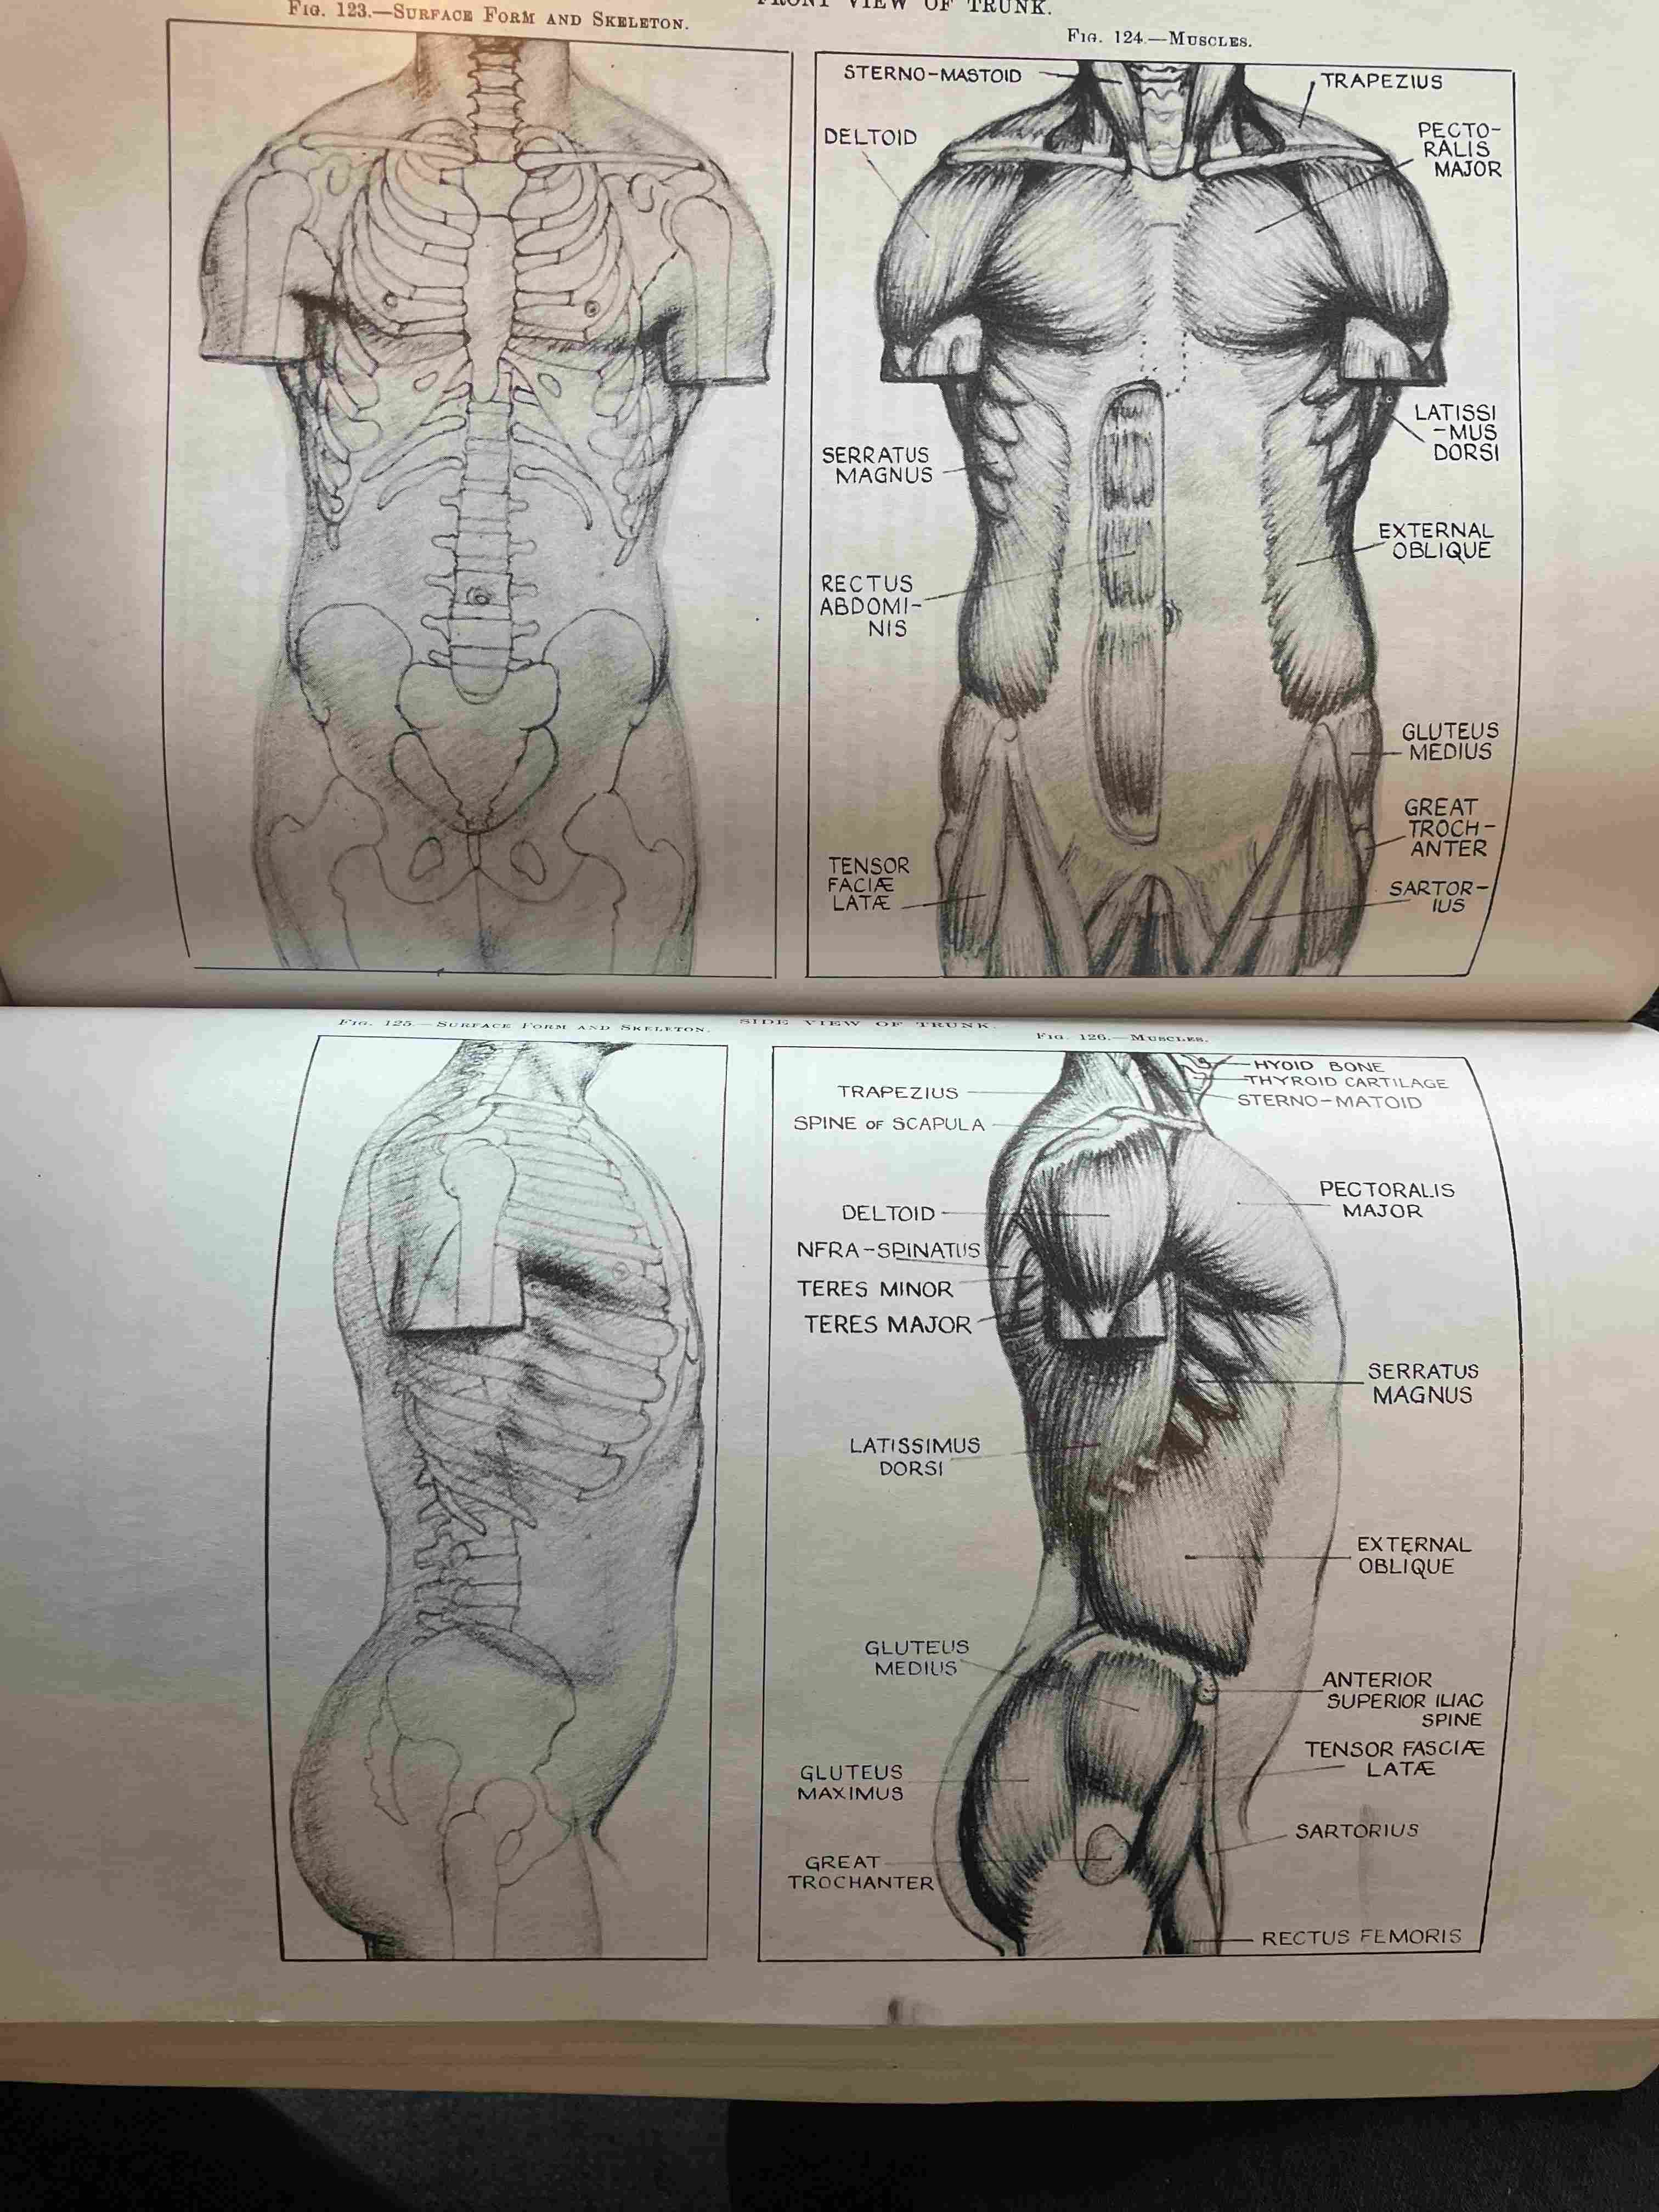 FRONT VIEW OF TRUNK.
FIG. 123.—SURFACE FORM AND SKELETON.
FIG. 124.—MUSCLES.
STERNO-MASTOID
TRAPEZIUS
DELTOID
PECTO-
RALIS
MAJOR
LATISSI
-MUS
DORSI
SERRATUS
MAGNUS
EXTERNAL
OBLIQUE
RECTUS
ABDOMI-
NIS
GLUTEUS
MEDIUS
GREAT
TROCH-
ANTER
TENSOR
FACIÆ
LATÆ
SARTOR-
IUS
SIDE VIEW OF TRUNK.
FIG. 125.—SURFACE FORM AND SKELETON.
FIG. 126.—MUSCLES.
HYOID BONE
THYROID CARTILAGE
STERNO-MATOID
TRAPEZIUS
SPINE OF SCAPULA
PECTORALIS
MAJOR
DELTOID
NFRA-SPINATUS
TERES MINOR
TERES MAJOR
SERRATUS
MAGNUS
LATISSIMUS
DORSI
EXTERNAL
OBLIQUE
GLUTEUS
MEDIUS
ANTERIOR
SUPERIOR ILIAC
SPINE
TENSOR FASCIÆ
LATÆ
GLUTEUS
MAXIMUS
SARTORIUS
GREAT
TROCHANTER
RECTUS FEMORIS